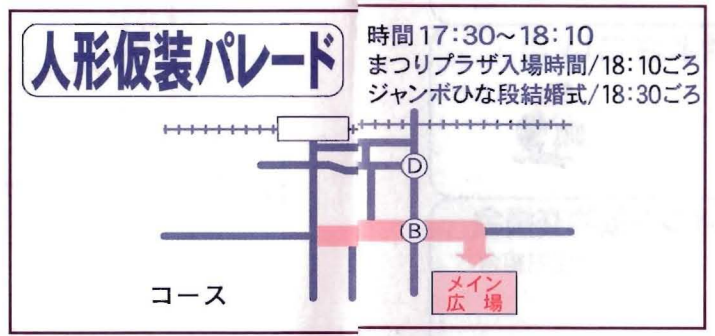 人形仮装パレード
時間17:30～18:10
まつりプラザ入場時間/18:10ごろ
ジャンボひな段結婚式/18:30ごろ
D
B
メイン
広場
コース